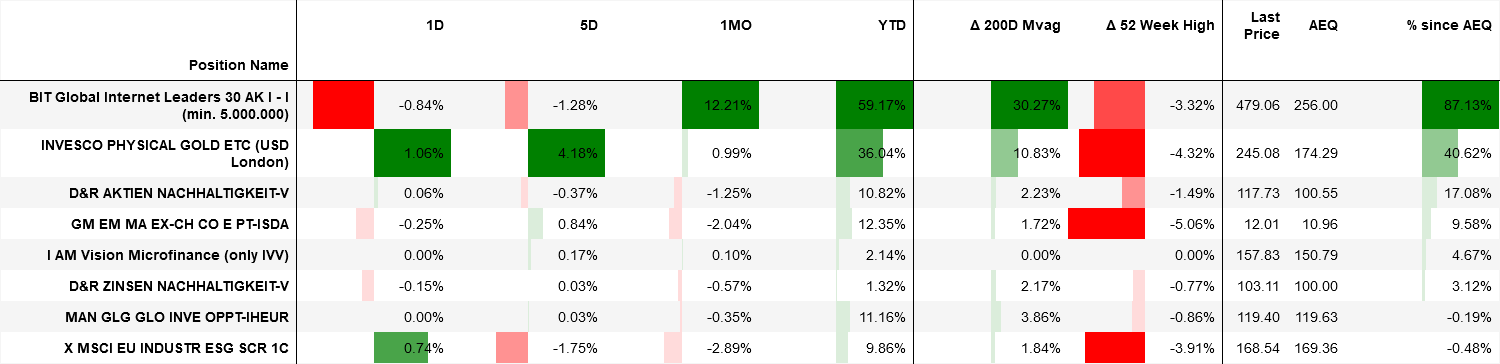 Position Name 1D 5D 1MO YTD Δ 200D Mvag Δ 52 Week High Last Price AEQ % since AEQ
BIT Global Internet Leaders 30 AK I - I (min. 5.000.000) -0.84% -1.28% 12.21% 59.17% 30.27% -3.32% 479.06 256.00 87.13%
INVESCO PHYSICAL GOLD ETC (USD London) 1.06% 4.18% 0.99% 36.04% 10.83% -4.32% 245.08 174.29 40.62%
D&R AKTIEN NACHHALTIGKEIT-V 0.06% -0.37% -1.25% 10.82% 2.23% -1.49% 117.73 100.55 17.08%
GM EM MA EX-CH CO E PT-ISDA -0.25% 0.84% -2.04% 12.35% 1.72% -5.06% 12.01 10.96 9.58%
I AM Vision Microfinance (only IVV) 0.00% 0.17% 0.10% 2.14% 0.00% 0.00% 157.83 150.79 4.67%
D&R ZINSEN NACHHALTIGKEIT-V -0.15% 0.03% -0.57% 1.32% 2.17% -0.77% 103.11 100.00 3.12%
MAN GLG GLO INVE OPPT-IHEUR 0.00% 0.03% -0.35% 11.16% 3.86% -0.86% 119.40 119.63 -0.19%
X MSCI EU INDUSTR ESG SCR 1C 0.74% -1.75% -2.89% 9.86% 1.84% -3.91% 168.54 169.36 -0.48%